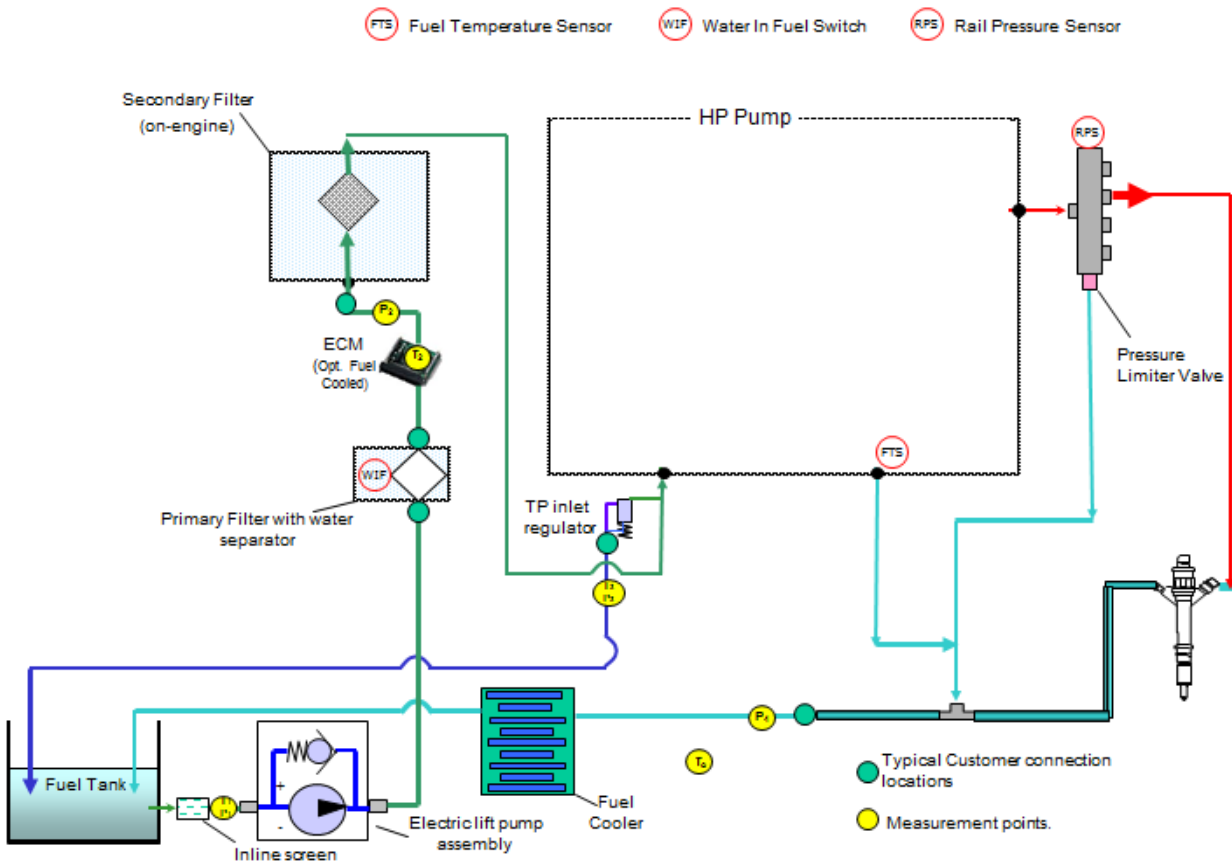 FTS Fuel Temperature Sensor
WIF Water In Fuel Switch
RPS Rail Pressure Sensor
Secondary Filter
(on-engine)
HP Pump
RPS
P2
ECM
(Opt. Fuel
Cooled)
T2
Pressure
Limiter Valve
FTS
WIF
TP inlet
regulator
Primary Filter with water
separator
P3
P4
T6
Typical Customer connection
locations
Fuel Tank
Fuel
Cooler
Measurement points.
Electric lift pump
assembly
+
-
Inline screen